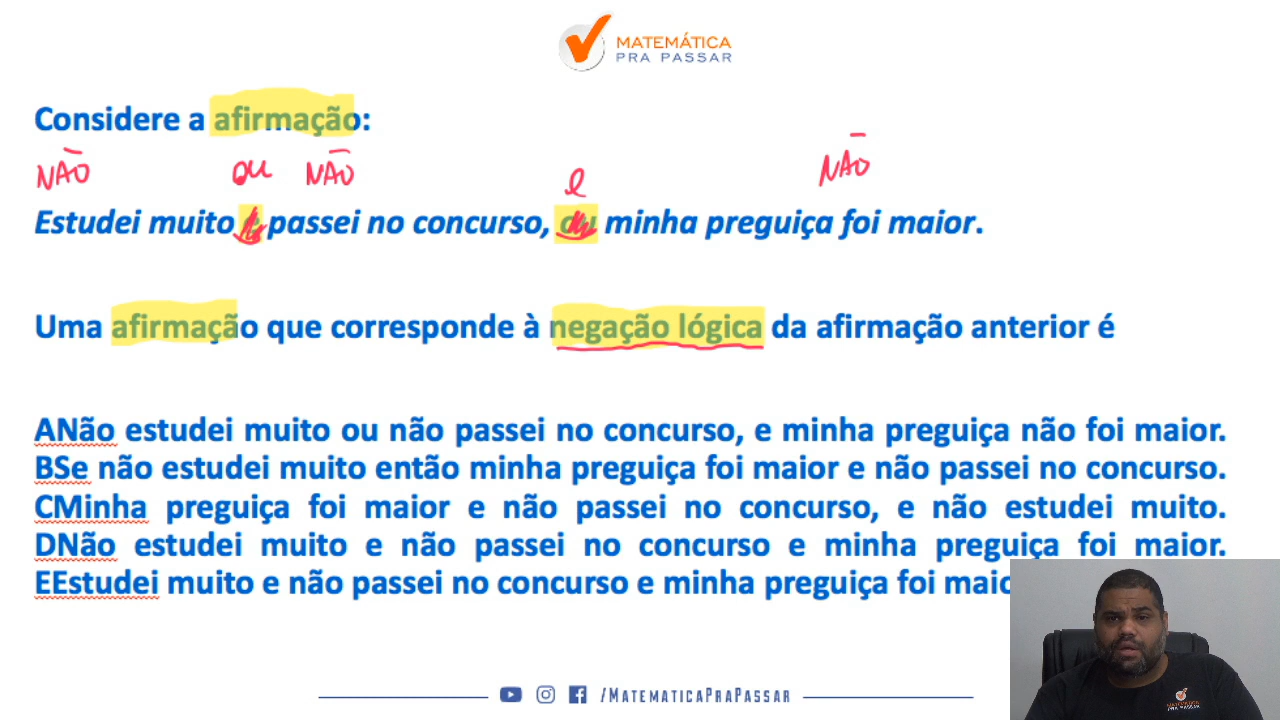 MATEMÁTICA
PRA PASSAR
Considere a afirmação:
NÃO OU NÃO e NÃO
Estudei muito e passei no concurso, ou minha preguiça foi maior.
Uma afirmação que corresponde à negação lógica da afirmação anterior é
ANão estudei muito ou não passei no concurso, e minha preguiça não foi maior.
BSe não estudei muito então minha preguiça foi maior e não passei no concurso.
CMinha preguiça foi maior e não passei no concurso, e não estudei muito.
DNão estudei muito e não passei no concurso e minha preguiça foi maior.
EEstudei muito e não passei no concurso e minha preguiça foi
MATEMÁTICA
PRA PASSAR
/MATEMATICAPRAPASSAR